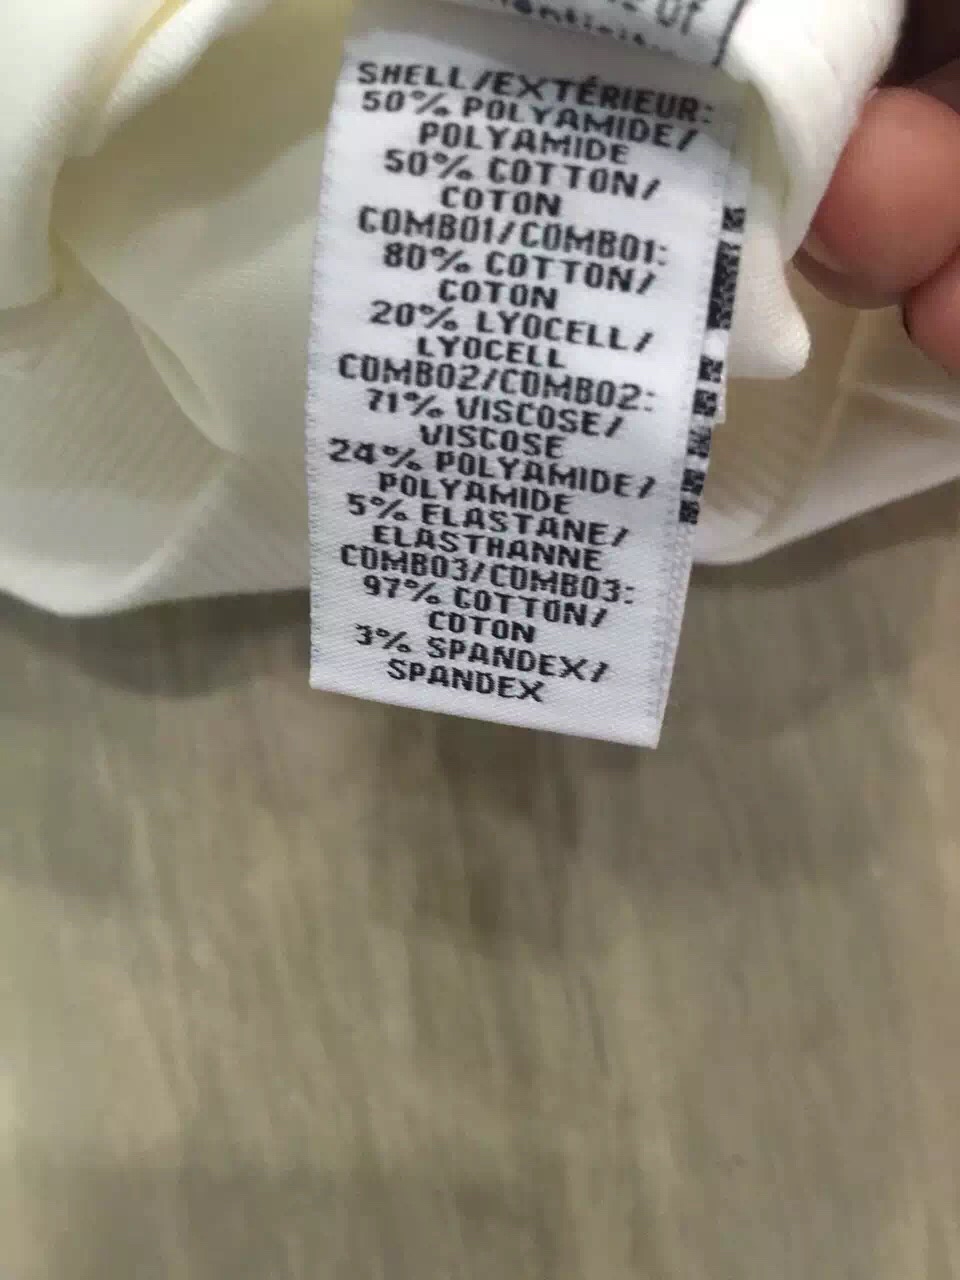 of
SHELL/EXTÉRIEUR:
50% POLYAMIDE/
POLYAMIDE
50% COTTON/
COTON
COMBO1/COMBO1:
80% COTTON/
COTON
20% LYOCELL/
LYOCELL
COMBO2/COMBO2:
71% VISCOSE/
VISCOSE
24% POLYAMIDE/
POLYAMIDE
5% ELASTANE/
ELASTHANNE
COMBO3/COMBO3:
97% COTTON/
COTON
3% SPANDEX/
SPANDEX